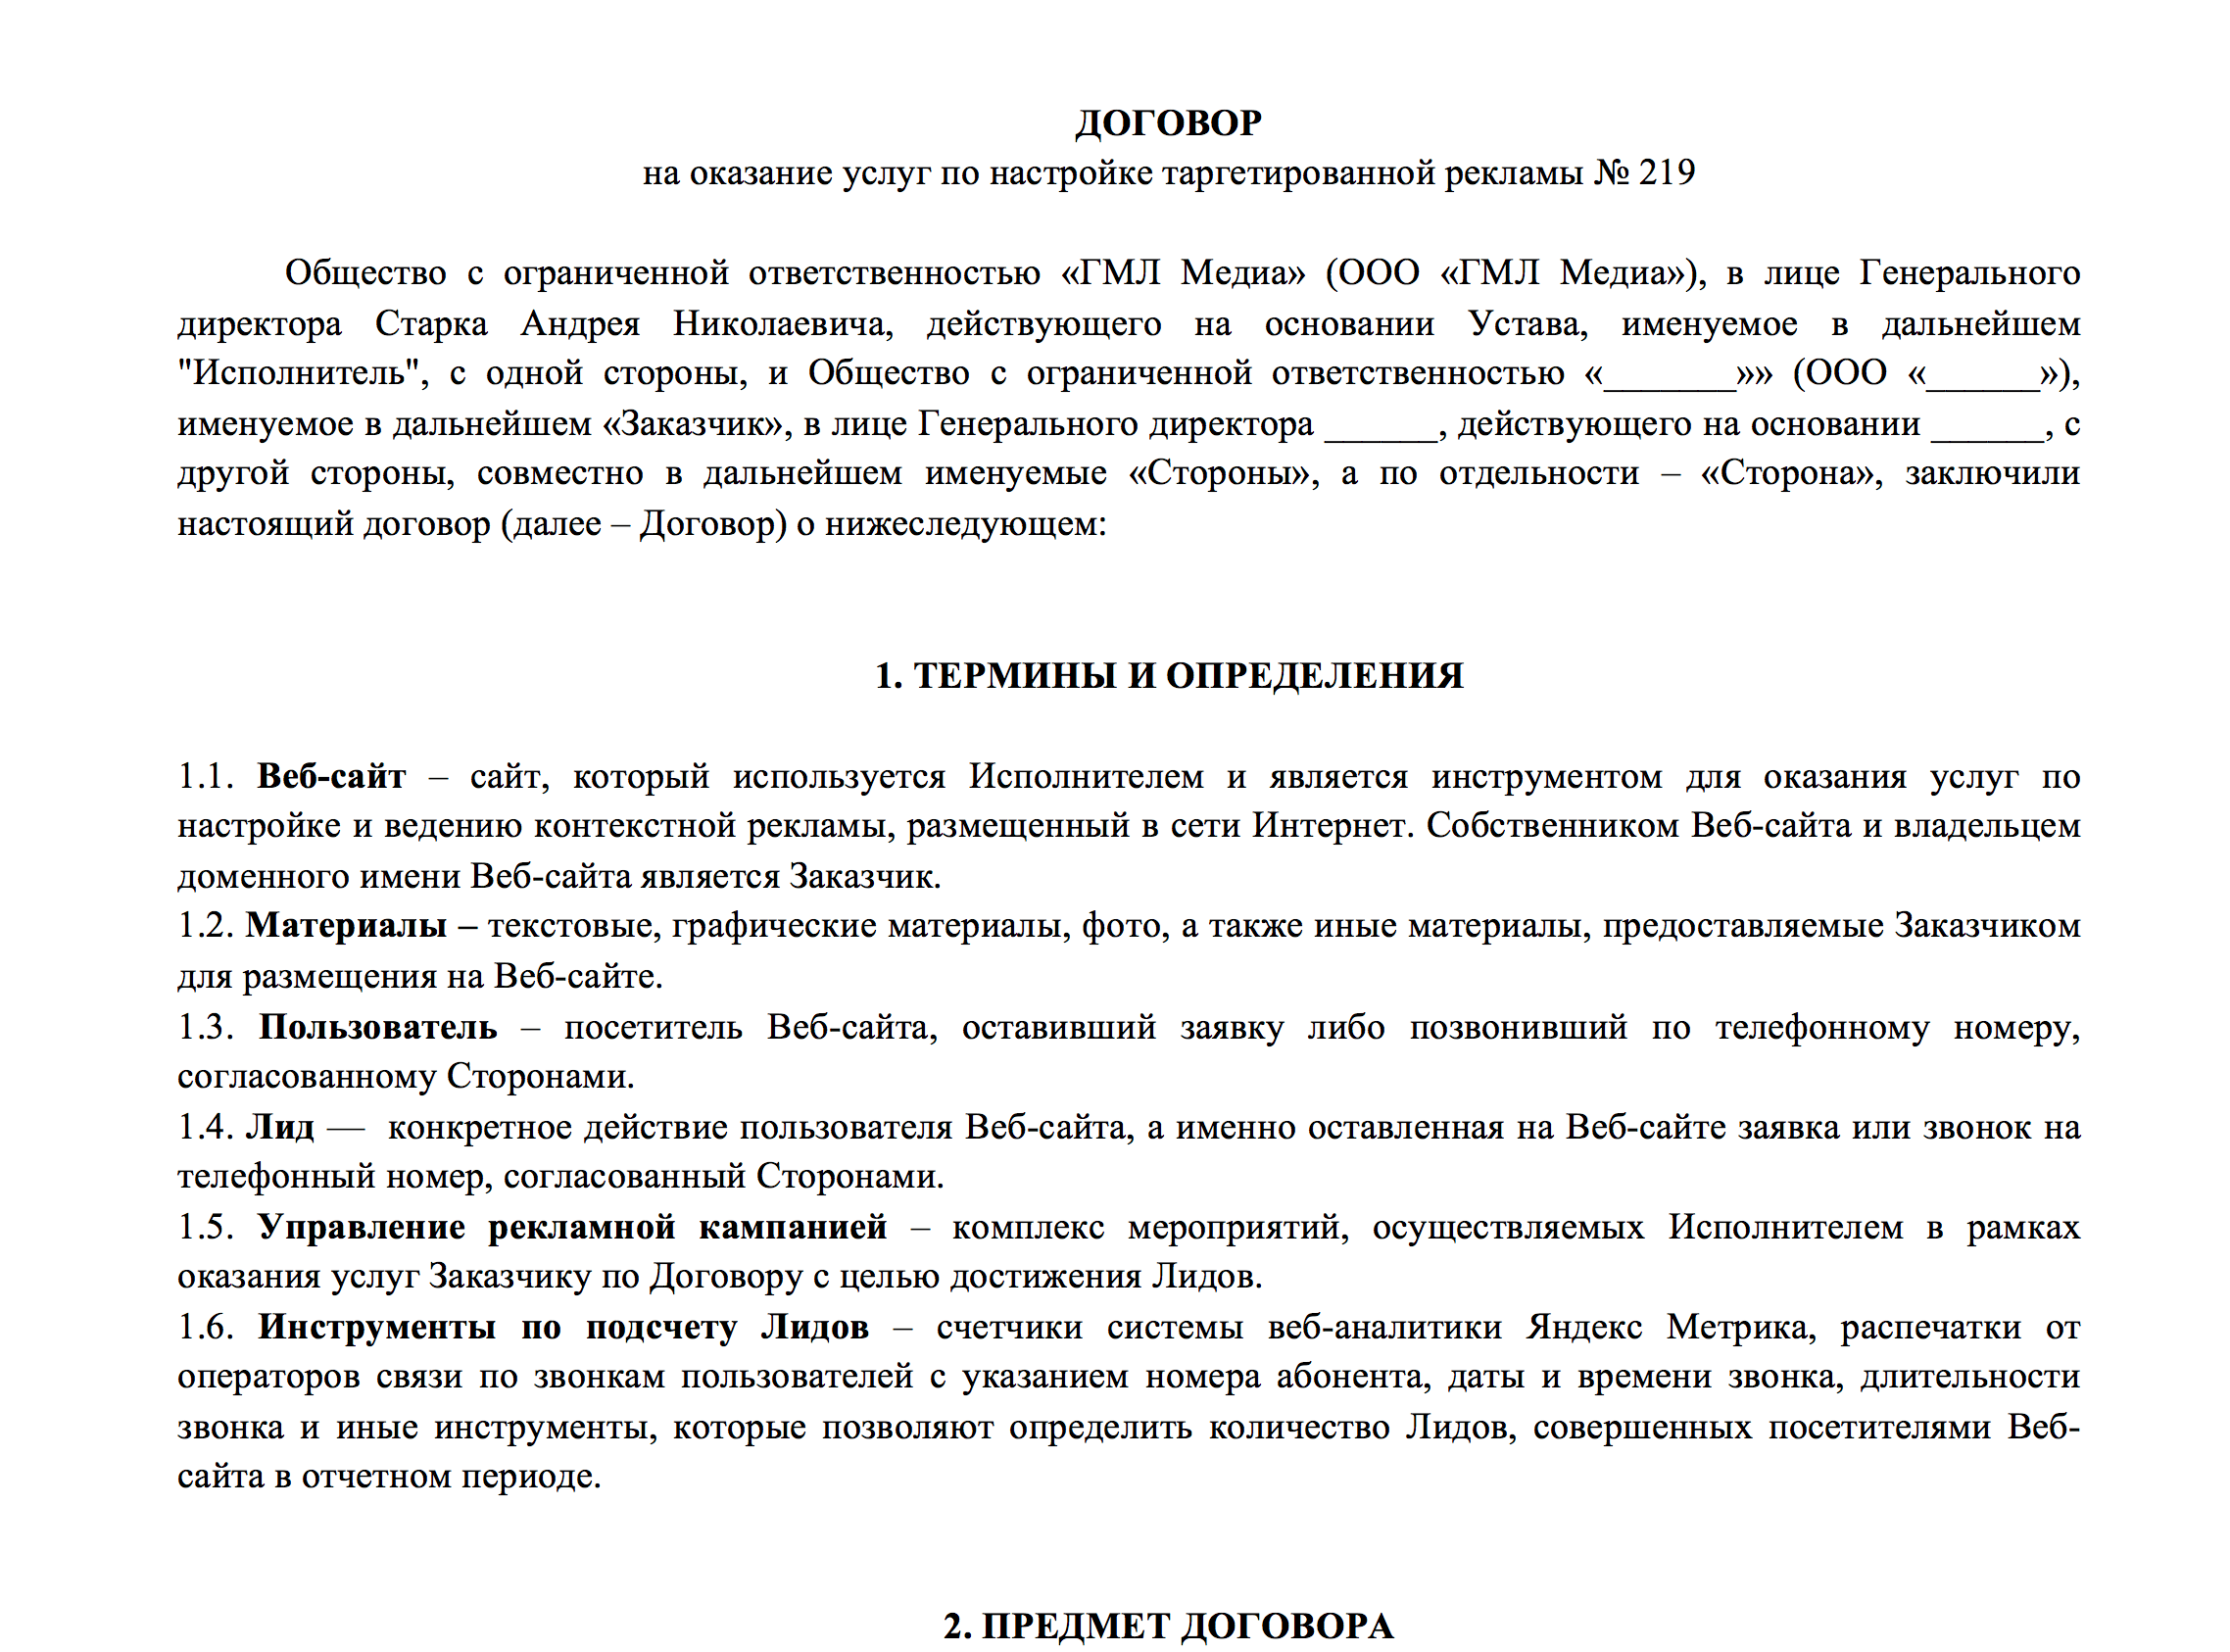 ДОГОВОР
на оказание услуг по настройке таргетированной рекламы № 219
Общество с ограниченной ответственностью «ГМЛ Медиа» (ООО «ГМЛ Медиа»), в лице Генерального
директора Старка Андрея Николаевича, действующего на основании Устава, именуемое в дальнейшем
"Исполнитель", с одной стороны, и Общество с ограниченной ответственностью «_______»» (ООО «______»),
именуемое в дальнейшем «Заказчик», в лице Генерального директора ______, действующего на основании ______, с
другой стороны, совместно в дальнейшем именуемые «Стороны», а по отдельности – «Сторона», заключили
настоящий договор (далее – Договор) о нижеследующем:
1. ТЕРМИНЫ И ОПРЕДЕЛЕНИЯ
1.1. Веб-сайт – сайт, который используется Исполнителем и является инструментом для оказания услуг по
настройке и ведению контекстной рекламы, размещенный в сети Интернет. Собственником Веб-сайта и владельцем
доменного имени Веб-сайта является Заказчик.
1.2. Материалы – текстовые, графические материалы, фото, а также иные материалы, предоставляемые Заказчиком
для размещения на Веб-сайте.
1.3. Пользователь – посетитель Веб-сайта, оставивший заявку либо позвонивший по телефонному номеру,
согласованному Сторонами.
1.4. Лид — конкретное действие пользователя Веб-сайта, а именно оставленная на Веб-сайте заявка или звонок на
телефонный номер, согласованный Сторонами.
1.5. Управление рекламной кампанией – комплекс мероприятий, осуществляемых Исполнителем в рамках
оказания услуг Заказчику по Договору с целью достижения Лидов.
1.6. Инструменты по подсчету Лидов – счетчики системы веб-аналитики Яндекс Метрика, распечатки от
операторов связи по звонкам пользователей с указанием номера абонента, даты и времени звонка, длительности
звонка и иные инструменты, которые позволяют определить количество Лидов, совершенных посетителями Веб-
сайта в отчетном периоде.
2. ПРЕДМЕТ ДОГОВОРА